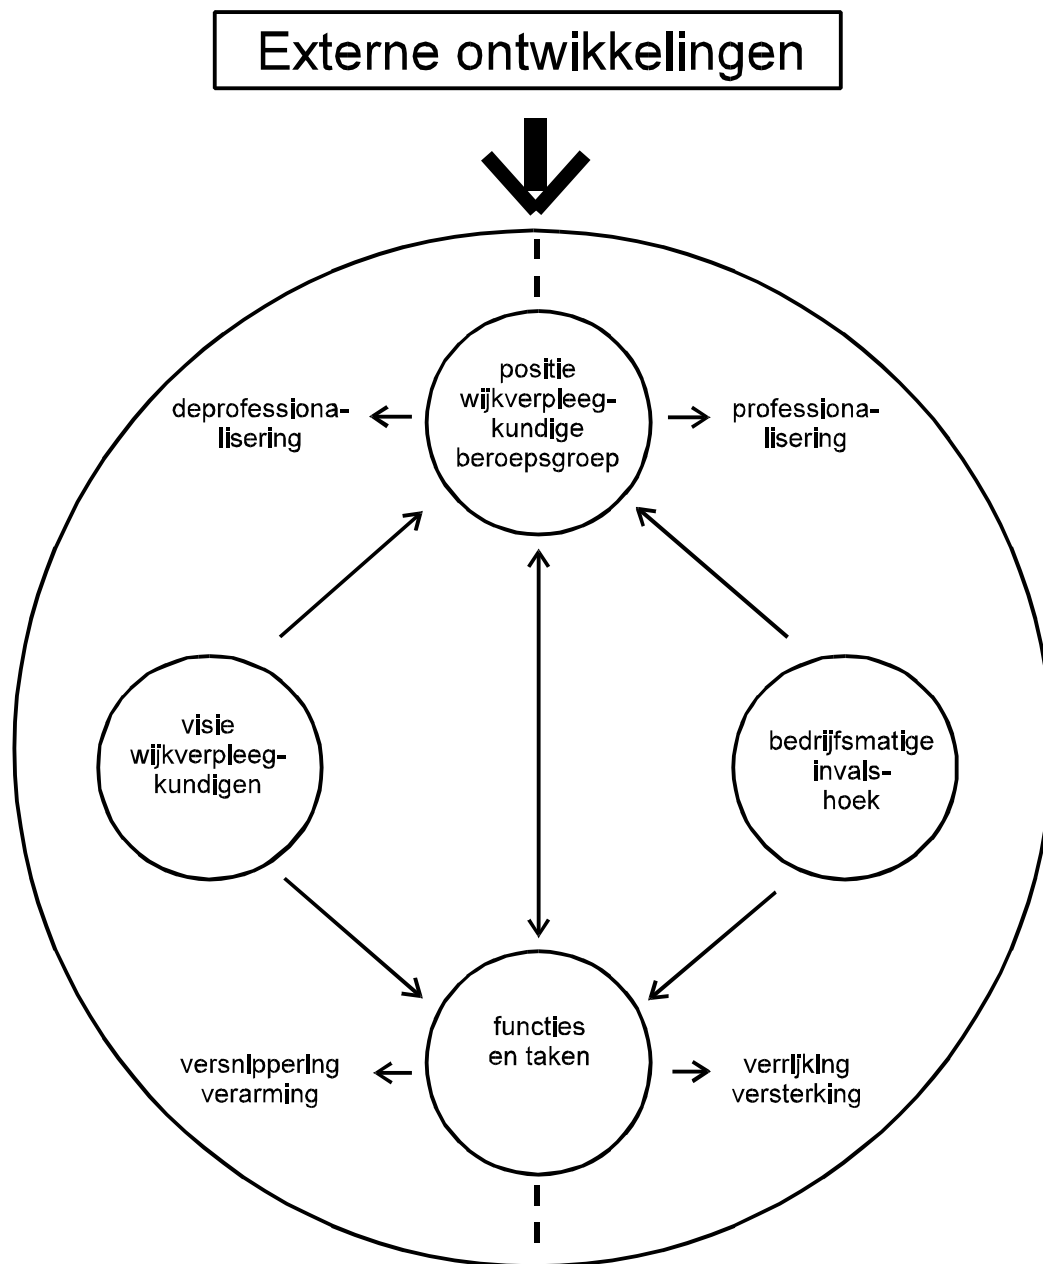 Externe ontwikkelingen
positie
wijkverpleeg-
kundige
beroepsgroep
deprofessiona-
lisering
professiona-
lisering
visie
wijkverpleeg-
kundigen
bedrijfsmatige
invals-
hoek
functies
en taken
versnippering
verarming
verrijking
versterking